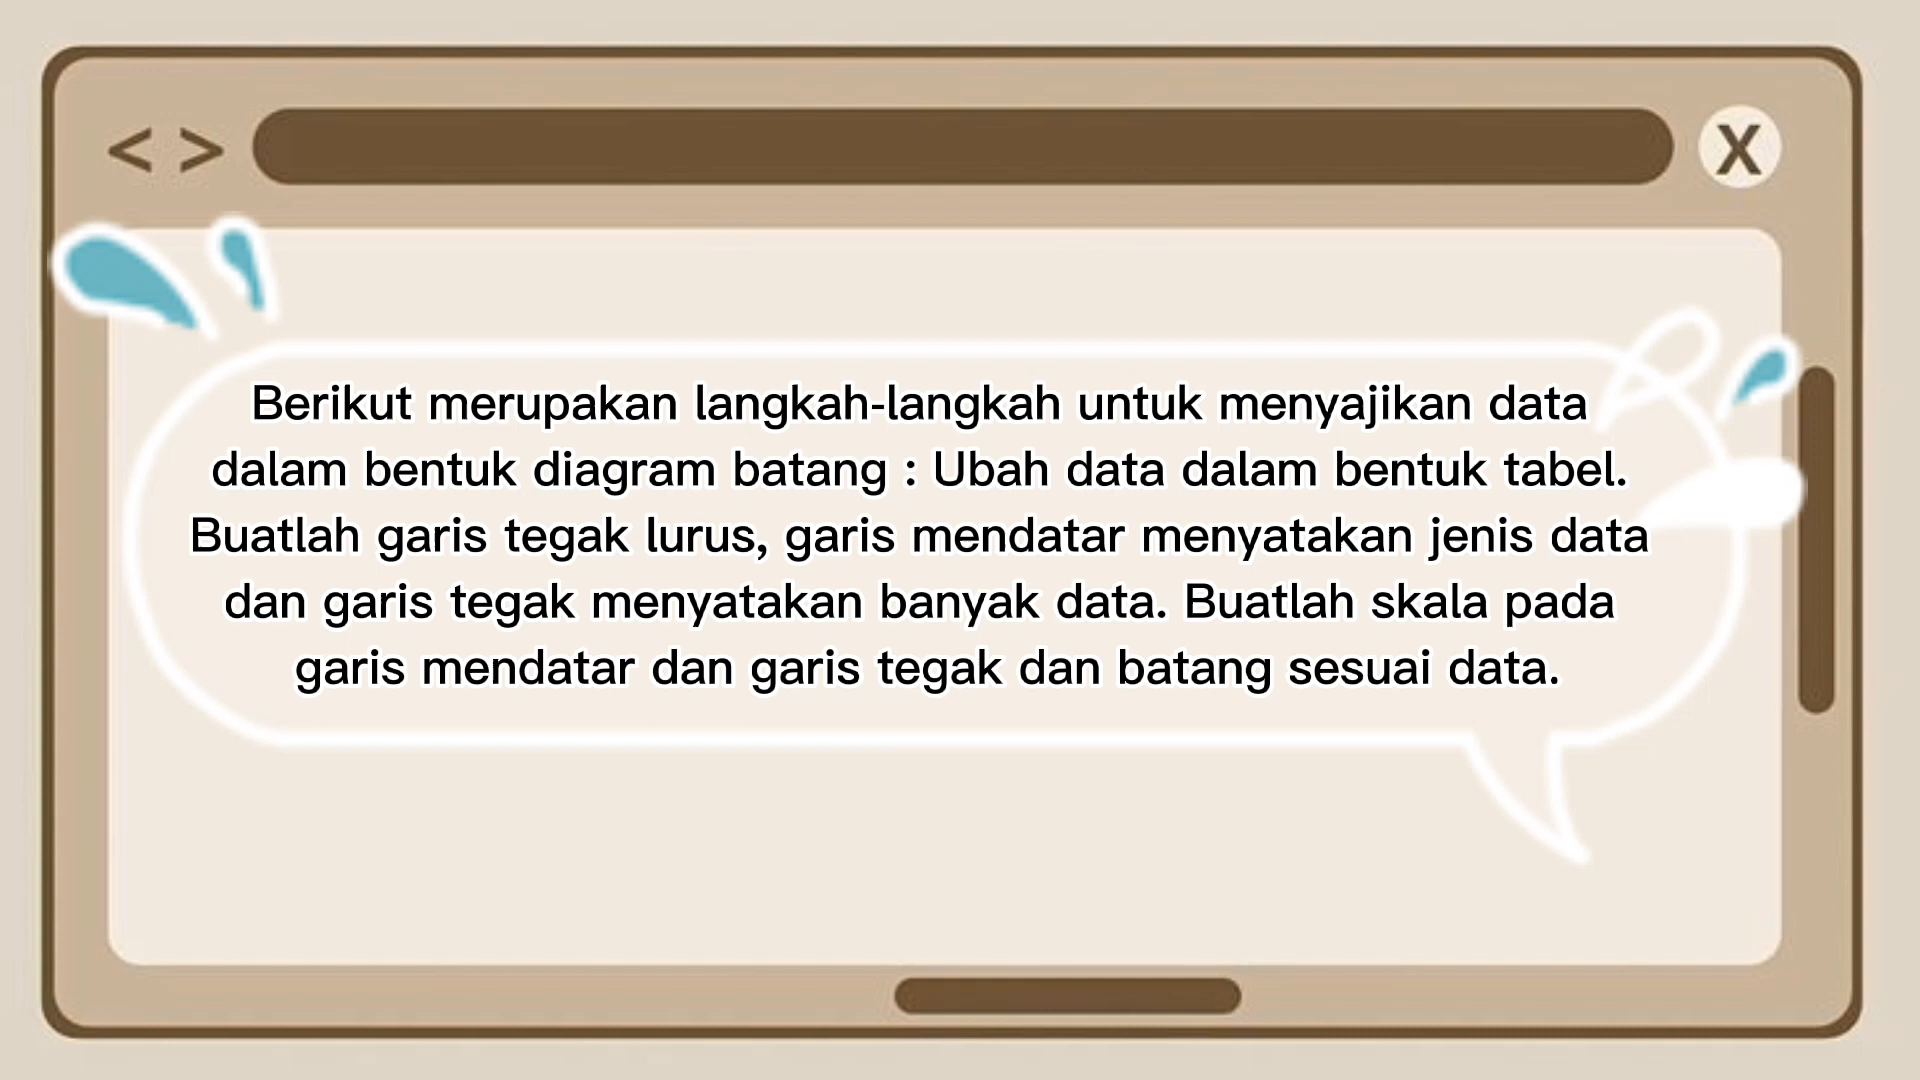 < >
X
Berikut merupakan langkah-langkah untuk menyajikan data
dalam bentuk diagram batang : Ubah data dalam bentuk tabel.
Buatlah garis tegak lurus, garis mendatar menyatakan jenis data
dan garis tegak menyatakan banyak data. Buatlah skala pada
garis mendatar dan garis tegak dan batang sesuai data.